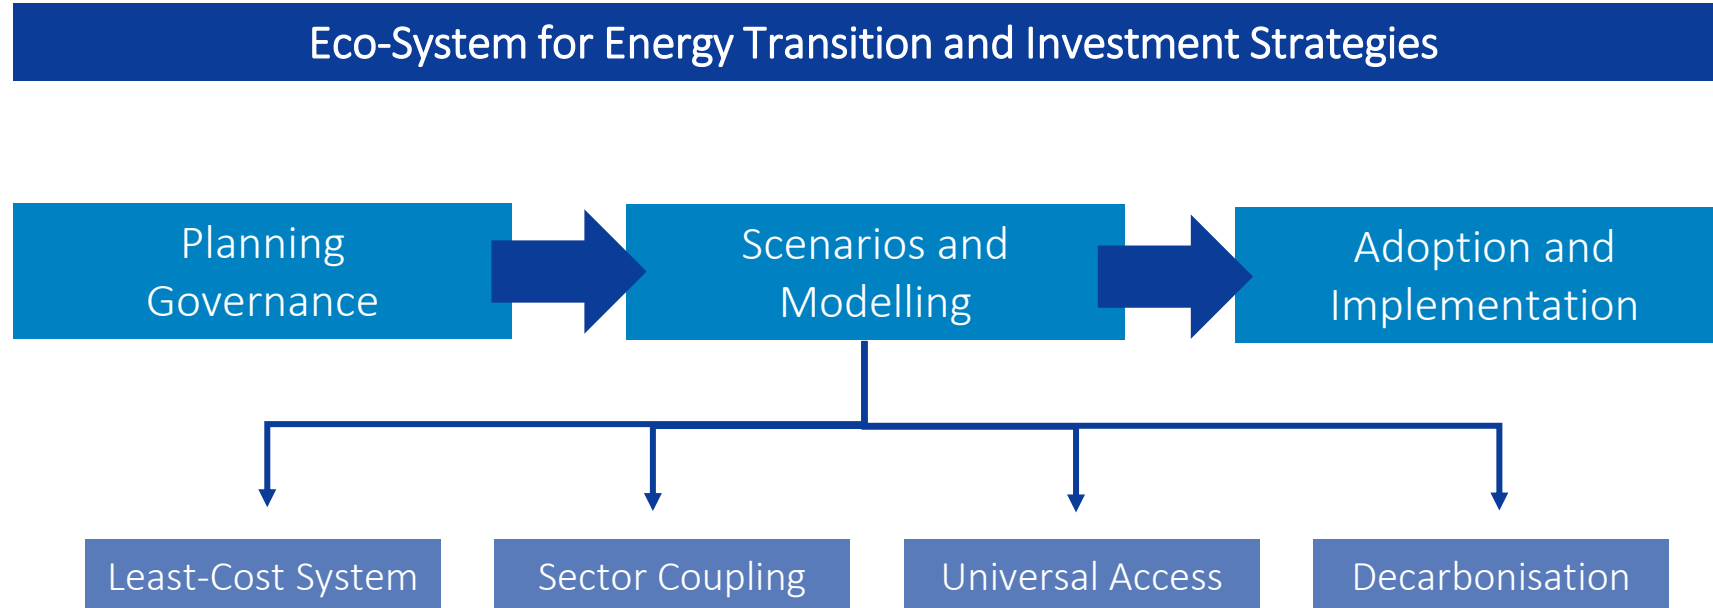 Eco-System for Energy Transition and Investment Strategies
Planning
Governance
Scenarios and
Modelling
Adoption and
Implementation
Least-Cost System
Sector Coupling
Universal Access
Decarbonisation